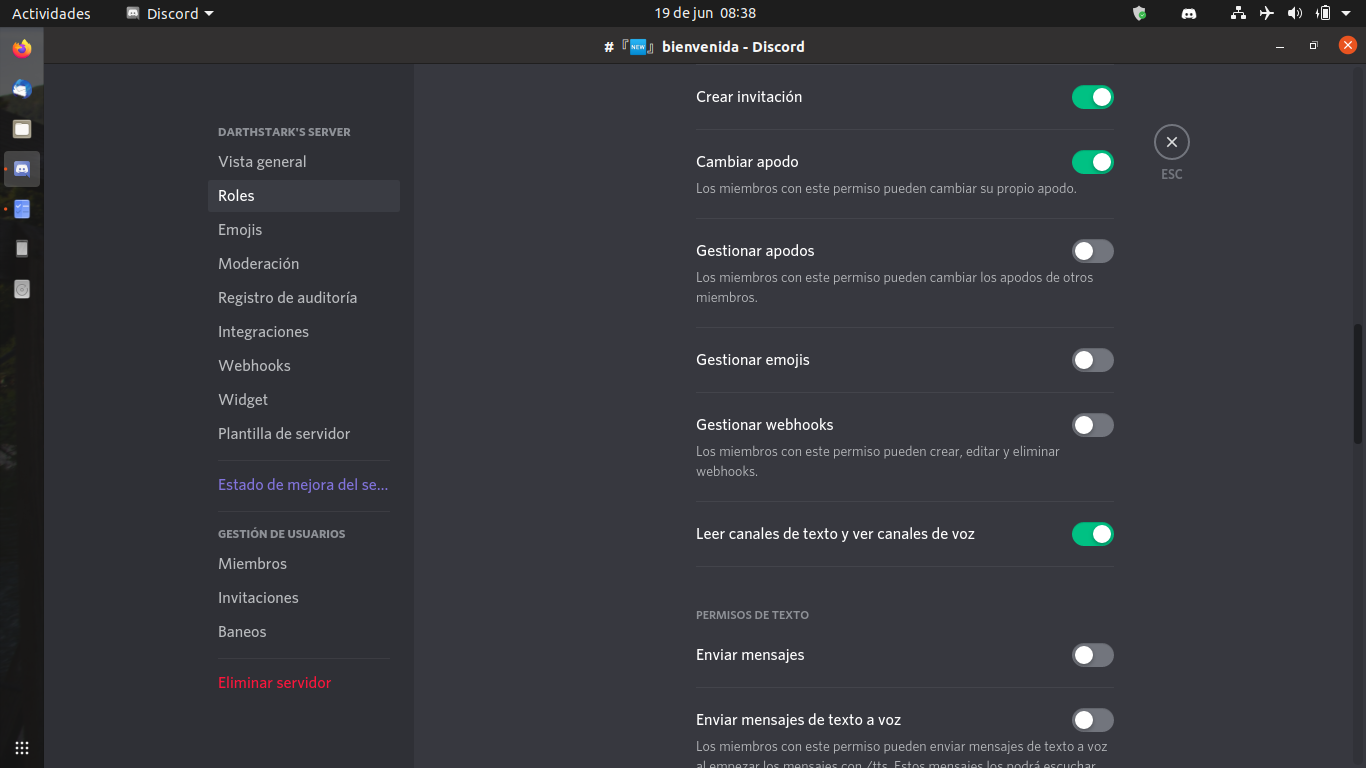 Actividades
Discord
19 de jun 08:38
# 『🆕』 bienvenida - Discord
DARTHSTARK'S SERVER
Vista general
Roles
Emojis
Moderación
Registro de auditoría
Integraciones
Webhooks
Widget
Plantilla de servidor
Estado de mejora del se...
GESTIÓN DE USUARIOS
Miembros
Invitaciones
Baneos
Eliminar servidor
Crear invitación
Cambiar apodo
Los miembros con este permiso pueden cambiar su propio apodo.
Gestionar apodos
Los miembros con este permiso pueden cambiar los apodos de otros
miembros.
Gestionar emojis
Gestionar webhooks
Los miembros con este permiso pueden crear, editar y eliminar
webhooks.
Leer canales de texto y ver canales de voz
PERMISOS DE TEXTO
Enviar mensajes
Enviar mensajes de texto a voz
Los miembros con este permiso pueden enviar mensajes de texto a voz
al empezar los mensajes con /tts. Estos mensajes los podrá escuchar
ESC